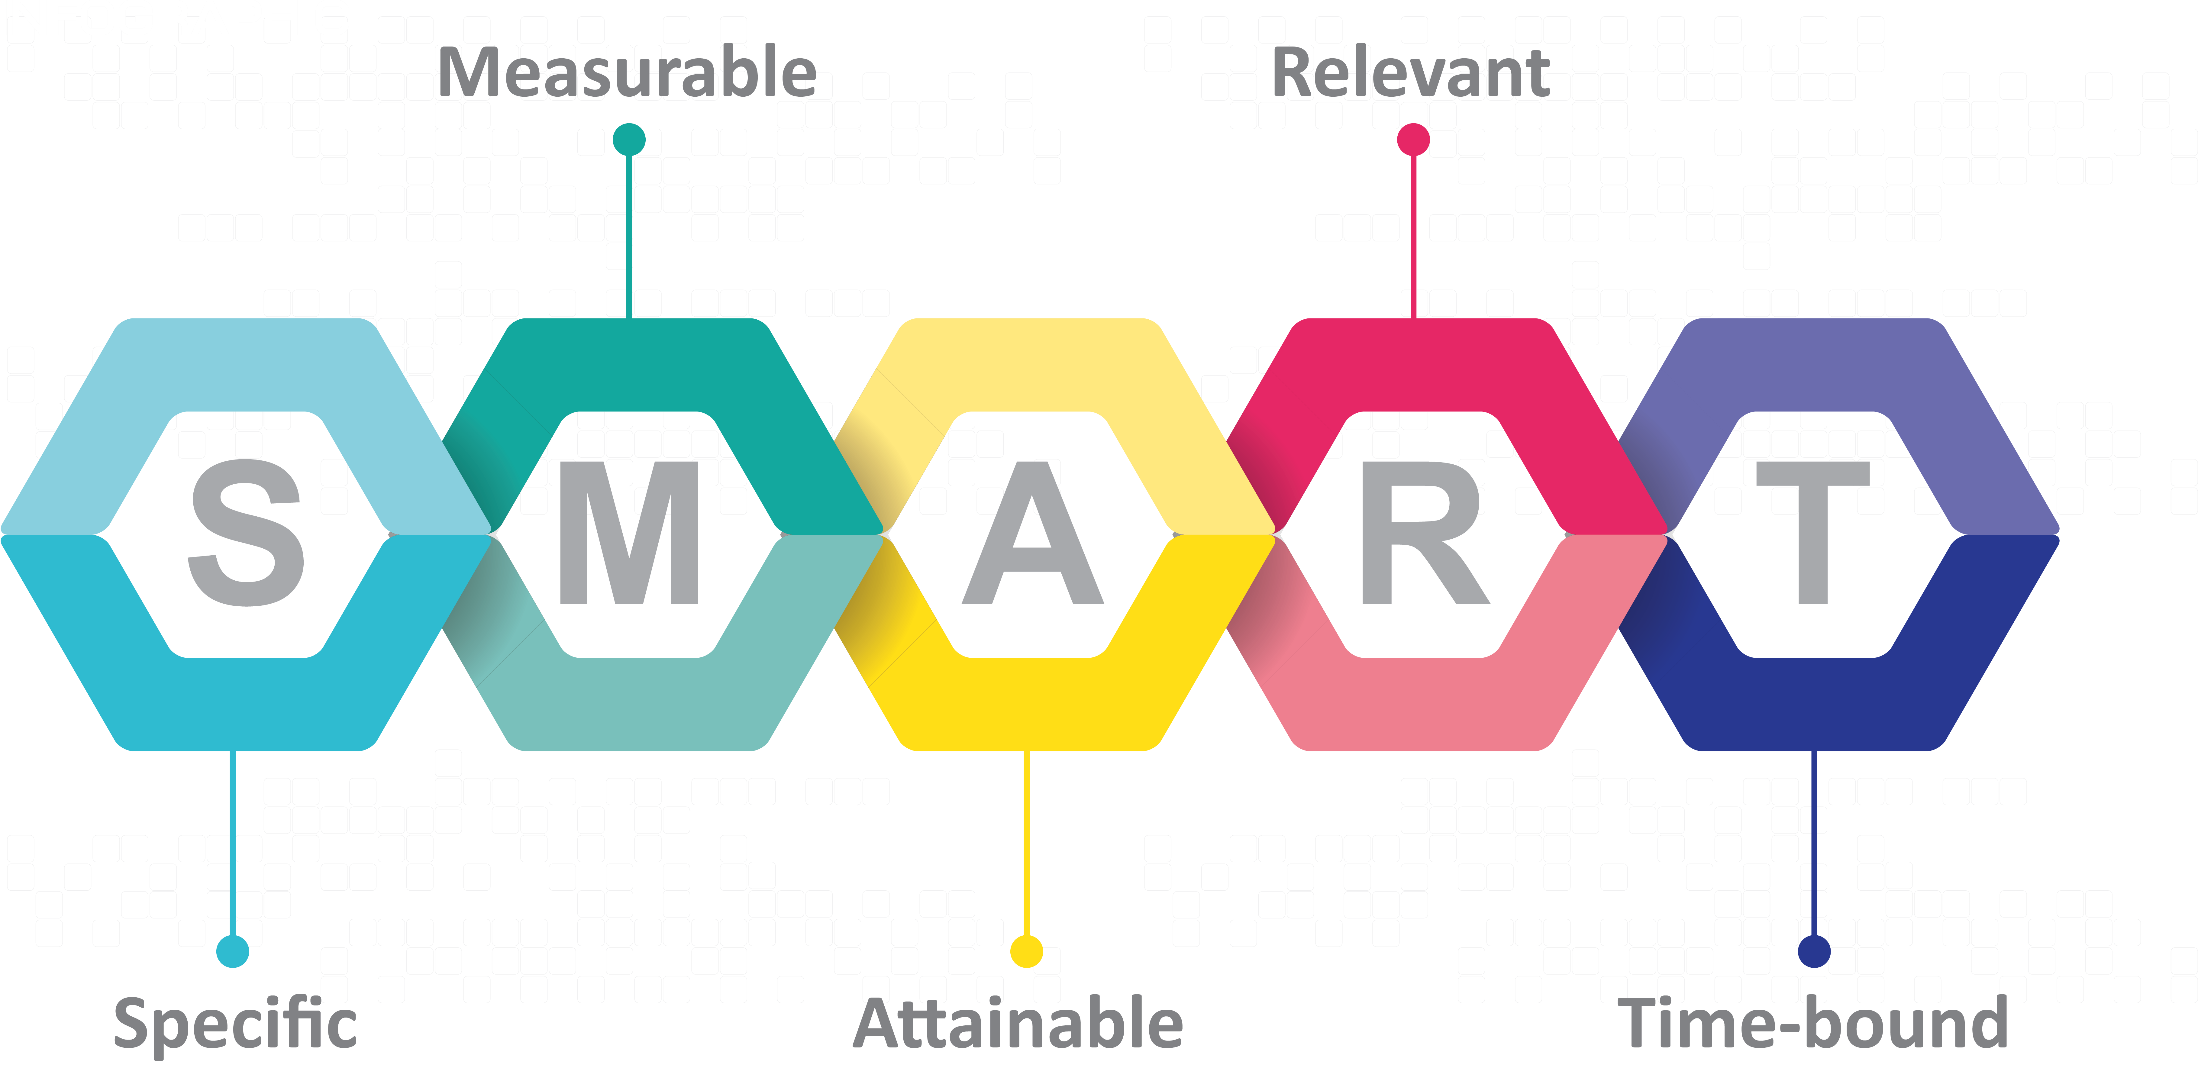 Measurable Relevant
S M A R T
Specific Attainable Time-bound